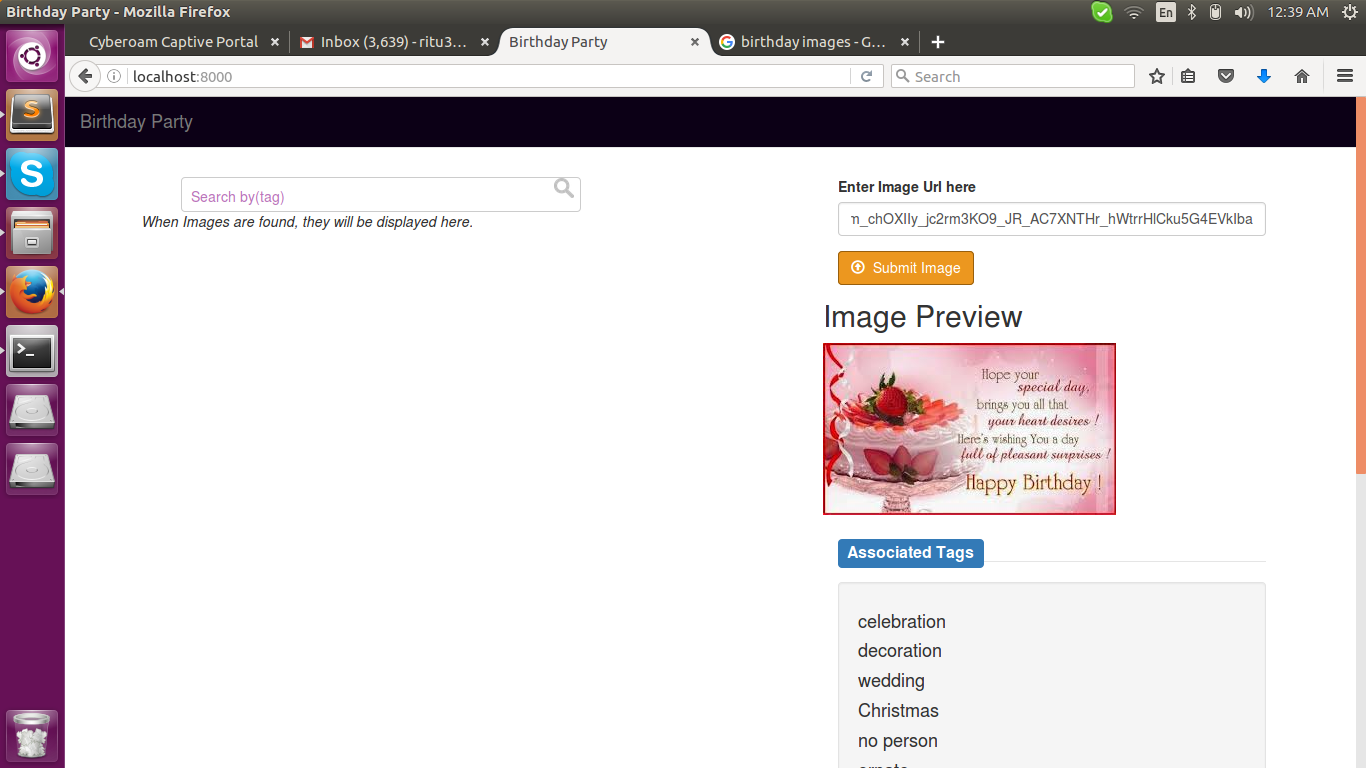 Birthday Party - Mozilla Firefox
En
12:39 AM
Cyberoam Captive Portal
Inbox (3,639) - ritu3...
Birthday Party
birthday images - G...
localhost:8000
Search
Birthday Party
Search by(tag)
When Images are found, they will be displayed here.
Enter Image Url here
Submit Image
Image Preview
Hope your
special day,
brings you all that
your heart desires !
Here's wishing You a day
full of pleasant surprises !
Happy Birthday !
Associated Tags
celebration
decoration
wedding
Christmas
no person